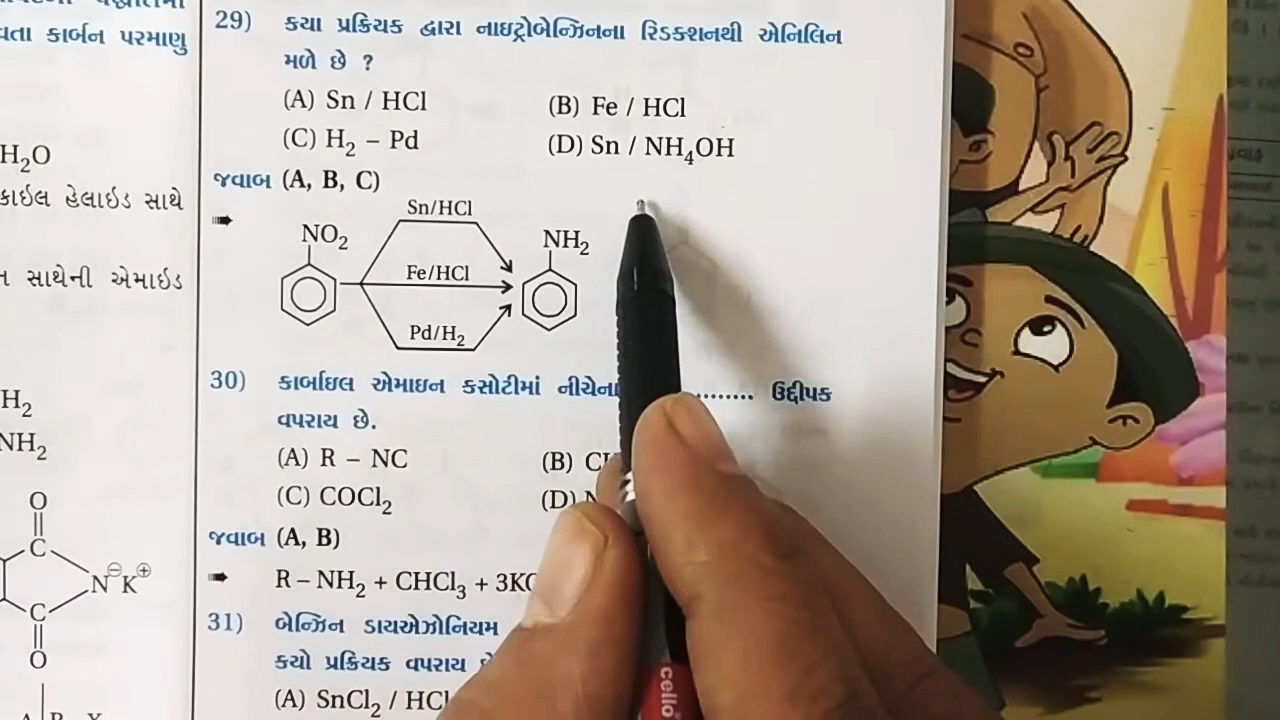 વતા કાર્બન પરમાણુ
H₂O
કાઇલ હેલાઇડ સાથે
સાથેની એમાઇડ
H₂
NH₂
O
C
N⊖K⊕
C
O
29) કયા પ્રક્રિયક દ્વારા નાઇટ્રોબેન્ઝિનના રિડક્શનથી એનિલિન
મળે છે ?
(A) Sn / HCl (B) Fe / HCl
(C) H₂ – Pd (D) Sn / NH₄OH
જવાબ (A, B, C)
Sn/HCl
NO₂ NH₂
Fe/HCl
Pd/H₂
30) કાર્બાઇલ એમાઇન કસોટીમાં ......... ઉદ્દીપક
વપરાય છે.
(A) R – NC (B)
(C) COCl₂ (D)
જવાબ (A, B)
R – NH₂ + CHCl₃ +
31) બેન્ઝિન ડાયએઝોનિયમ
કયો પ્રક્રિયક વપરાય
(A) SnCl₂ / HCl
cello